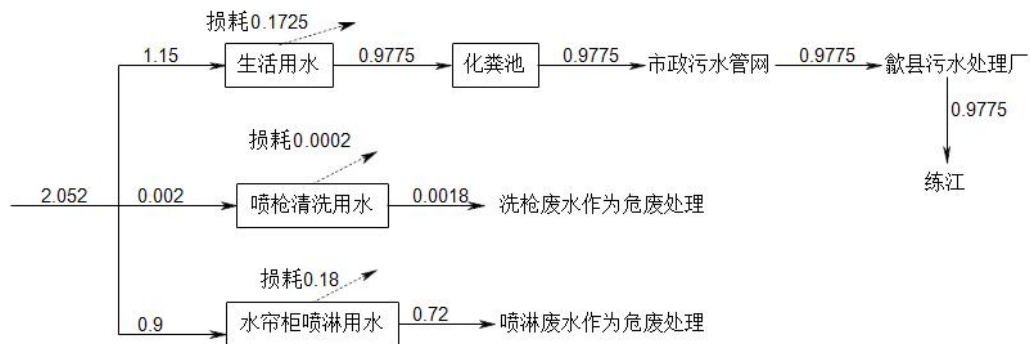 损耗0.1725
1.15 生活用水 0.9775 化粪池 0.9775 市政污水管网 0.9775 歙县污水处理厂
0.9775
练江
损耗0.0002
2.052 0.002 喷枪清洗用水 0.0018 洗枪废水作为危废处理
损耗0.18
0.9 水帘柜喷淋用水 0.72 喷淋废水作为危废处理